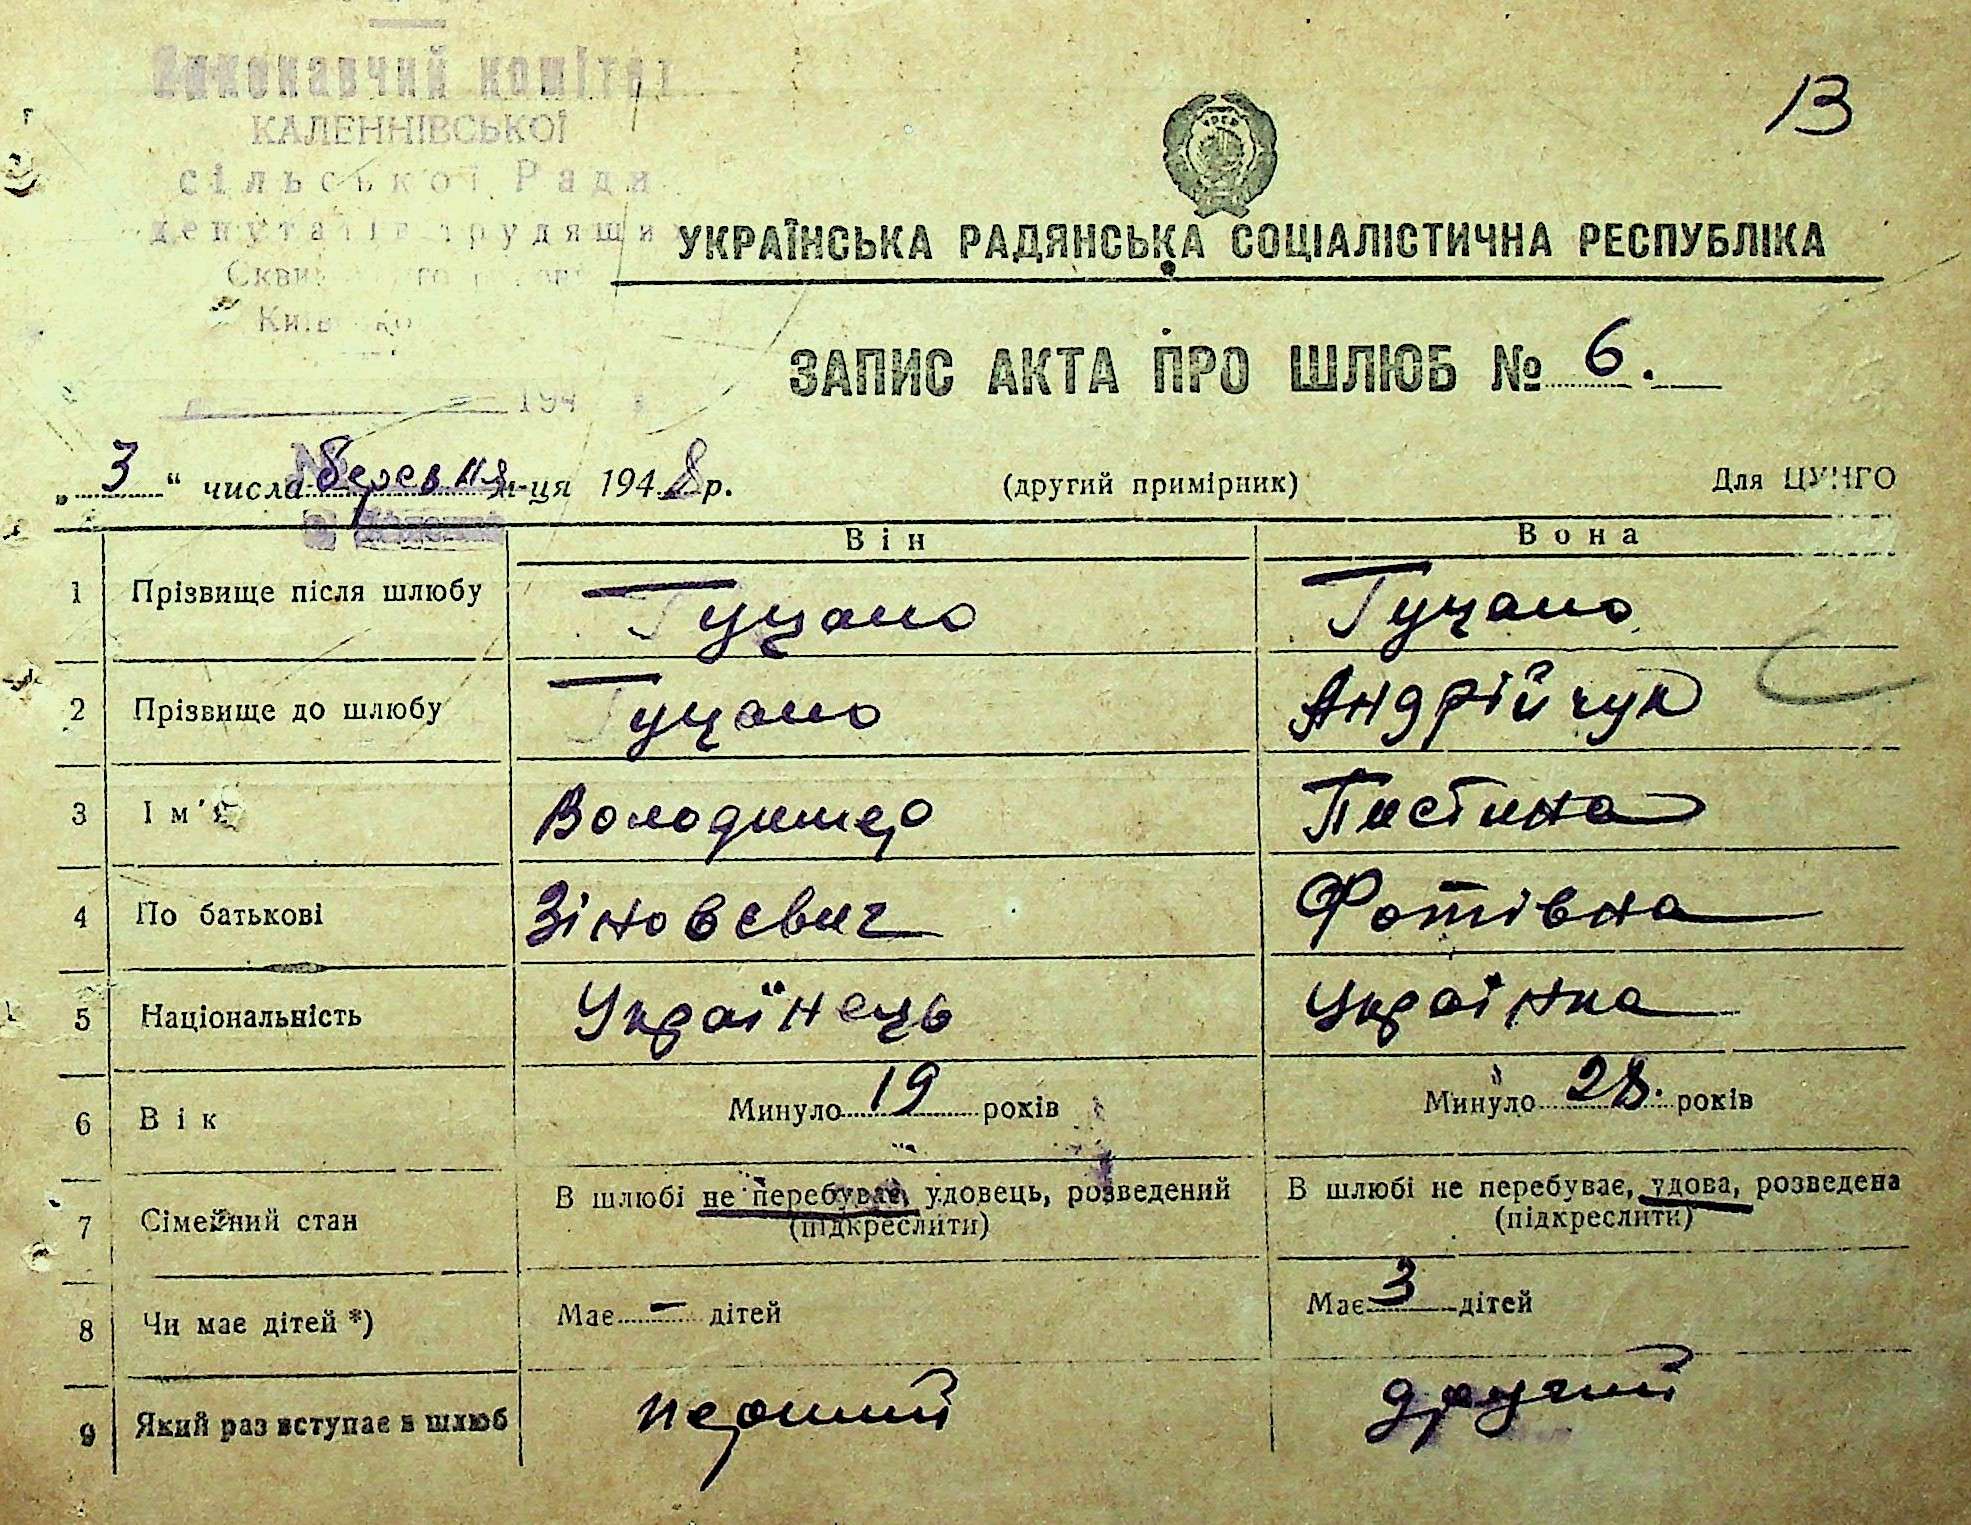 Виконавчий комітет
КАЛЕННІВСЬКОЇ
сільської Ради
депутатів трудящих
13
УКРАЇНСЬКА РАДЯНСЬКА СОЦІАЛІСТИЧНА РЕСПУБЛІКА
ЗАПИС АКТА ПРО ШЛЮБ № 6.
194
„3“ числа березня м-ця 1948 р. (другий примірник) Для ЦУНГО
Він Вона
1 Прізвище після шлюбу Гуцало Гуцало
2 Прізвище до шлюбу Гуцало Андрійчук
3 Ім'я Володимер Пистина
4 По батькові Зіновєвич Фотівна
5 Національність Українець Українка
6 Вік Минуло 19 років Минуло 28. років
7 Сімейний стан В шлюбі не перебуває, удовець, розведений В шлюбі не перебуває, удова, розведена
(підкреслити) (підкреслити)
8 Чи має дітей *) Має – дітей Має 3 дітей
9 Який раз вступає в шлюб перший другий